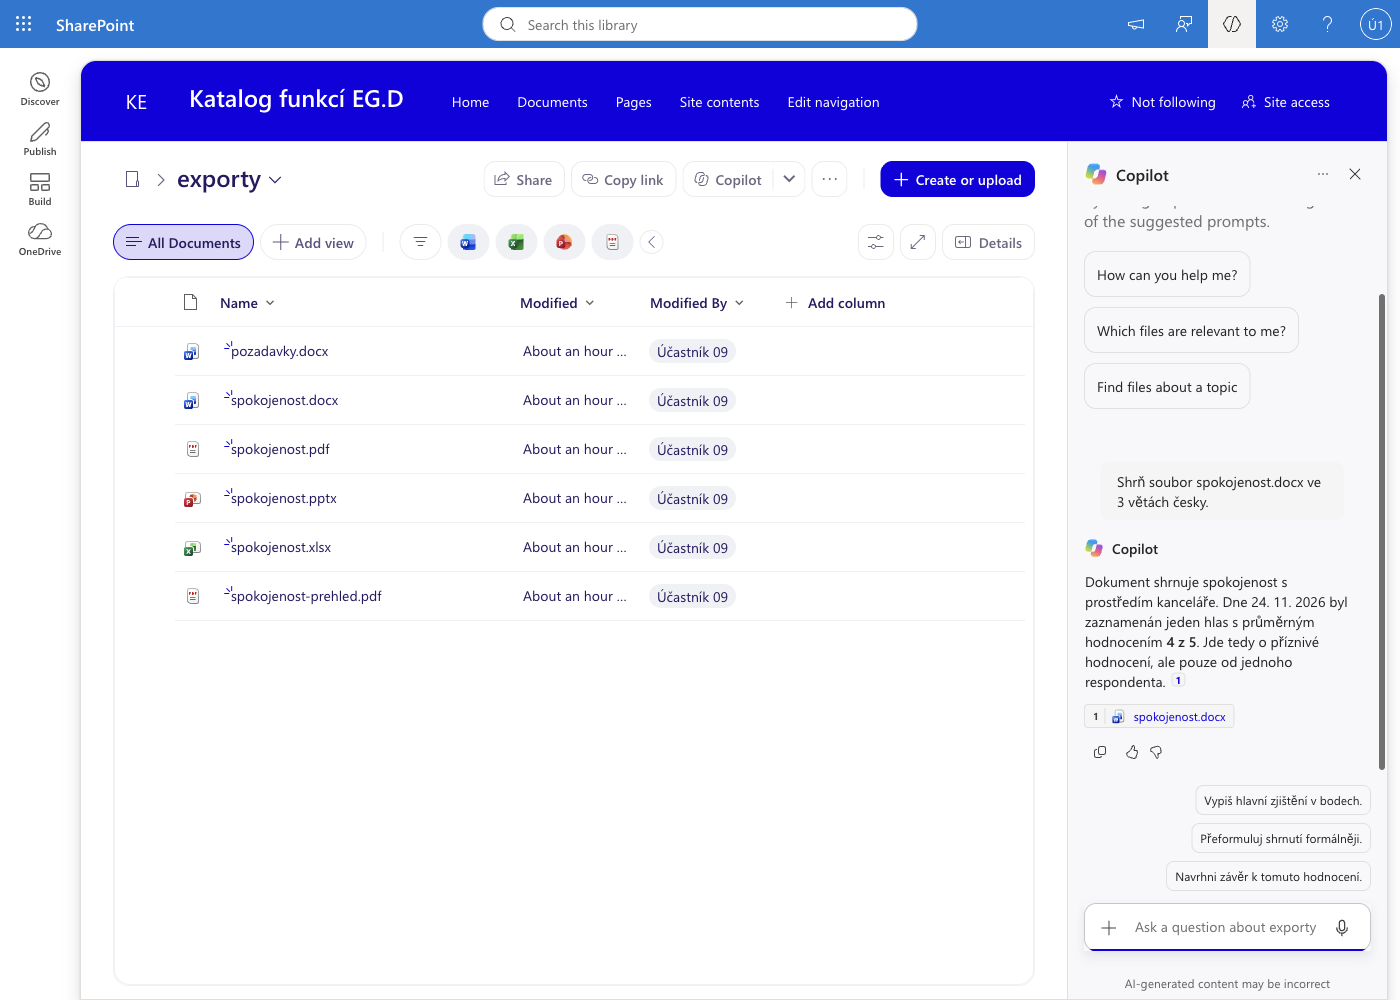 SharePoint
Search this library
Ú1
Discover
Publish
Build
OneDrive
KE
Katalog funkcí EG.D
Home
Documents
Pages
Site contents
Edit navigation
Not following
Site access
exporty
Share
Copy link
Copilot
Create or upload
All Documents
Add view
Details
Name
Modified
Modified By
Add column
pozadavky.docx
About an hour ...
Účastník 09
spokojenost.docx
About an hour ...
Účastník 09
spokojenost.pdf
About an hour ...
Účastník 09
spokojenost.pptx
About an hour ...
Účastník 09
spokojenost.xlsx
About an hour ...
Účastník 09
spokojenost-prehled.pdf
About an hour ...
Účastník 09
Copilot
of the suggested prompts.
How can you help me?
Which files are relevant to me?
Find files about a topic
Shrň soubor spokojenost.docx ve
3 větách česky.
Copilot
Dokument shrnuje spokojenost s
prostředím kanceláře. Dne 24. 11. 2026 byl
zaznamenán jeden hlas s průměrným
hodnocením 4 z 5. Jde tedy o příznivé
hodnocení, ale pouze od jednoho
respondenta. 1
1 spokojenost.docx
Vypiš hlavní zjištění v bodech.
Přeformuluj shrnutí formálněji.
Navrhni závěr k tomuto hodnocení.
Ask a question about exporty
AI-generated content may be incorrect